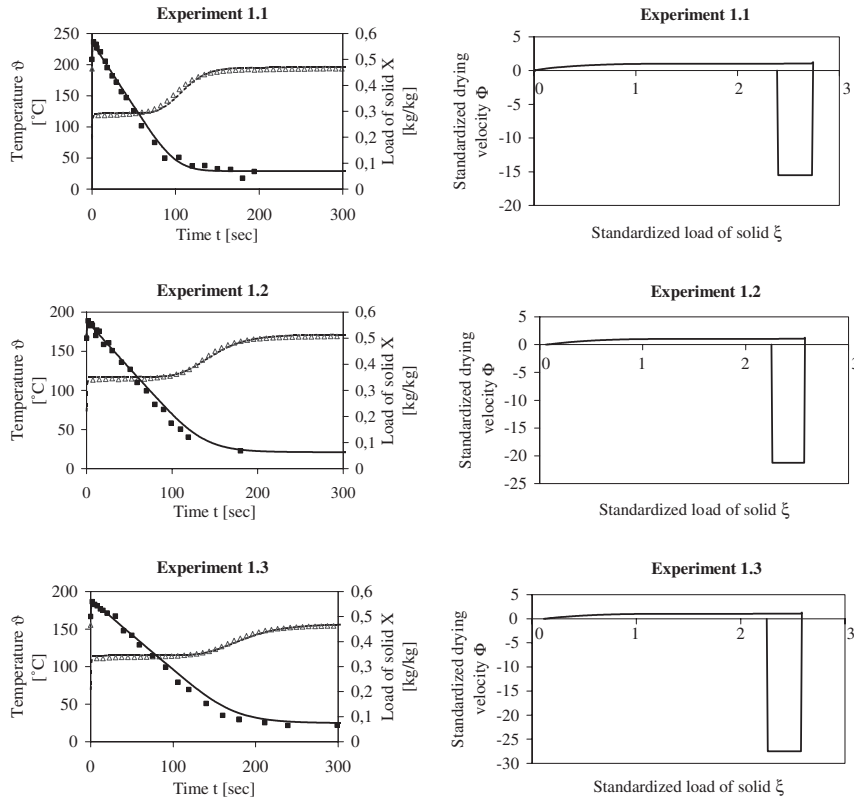 Experiment 1.1
Temperature ϑ
[°C]
250
200
150
100
50
0
0,6
0,5
0,4
0,3
0,2
0,1
0
Load of solid X
[kg/kg]
0 100 200 300
Time t [sec]
Experiment 1.1
Standardized drying
velocity Φ
5
0
-5
-10
-15
-20
0 1 2 3
Standardized load of solid ξ
Experiment 1.2
Temperature ϑ
[°C]
200
150
100
50
0
0,6
0,5
0,4
0,3
0,2
0,1
0
Load of solid X
[kg/kg]
0 100 200 300
Time t [sec]
Experiment 1.2
Standardized drying
velocity Φ
5
0
-5
-10
-15
-20
-25
0 1 2 3
Standardized load of solid ξ
Experiment 1.3
Temperature ϑ
[°C]
200
150
100
50
0
0,6
0,5
0,4
0,3
0,2
0,1
0
Load of solid X
[kg/kg]
0 100 200 300
Time t [sec]
Experiment 1.3
Standardized drying
velocity Φ
5
0
-5
-10
-15
-20
-25
-30
0 1 2 3
Standardized load of solid ξ